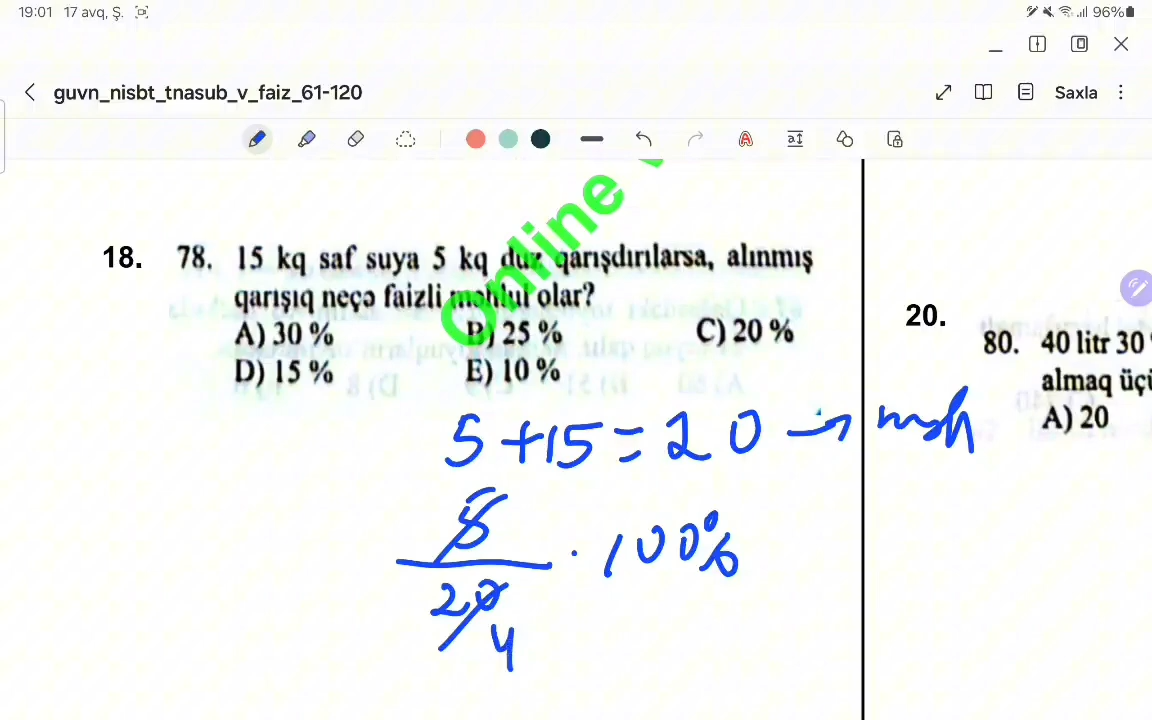 19:01 17 avq, Ş. 96%
guvn_nisbt_tnasub_v_faiz_61-120
Saxla
Online
18. 78. 15 kq saf suya 5 kq duz qarışdırılarsa, alınmış
qarışıq neçə faizli məhlul olar?
A) 30 % B) 25 % C) 20 %
D) 15 % E) 10 %
5+15=20 → məh
5
20 · 100%
4
20.
80. 40 litr 30
almaq üçü
A) 20